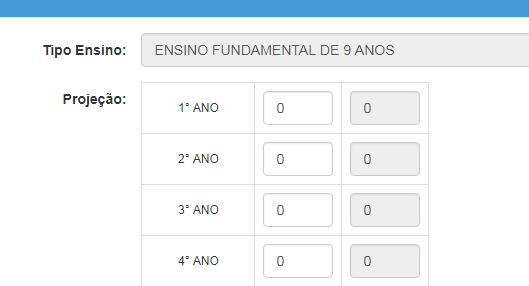 Tipo Ensino: ENSINO FUNDAMENTAL DE 9 ANOS
Projeção: 1° ANO 0 0
2° ANO 0 0
3° ANO 0 0
4° ANO 0 0